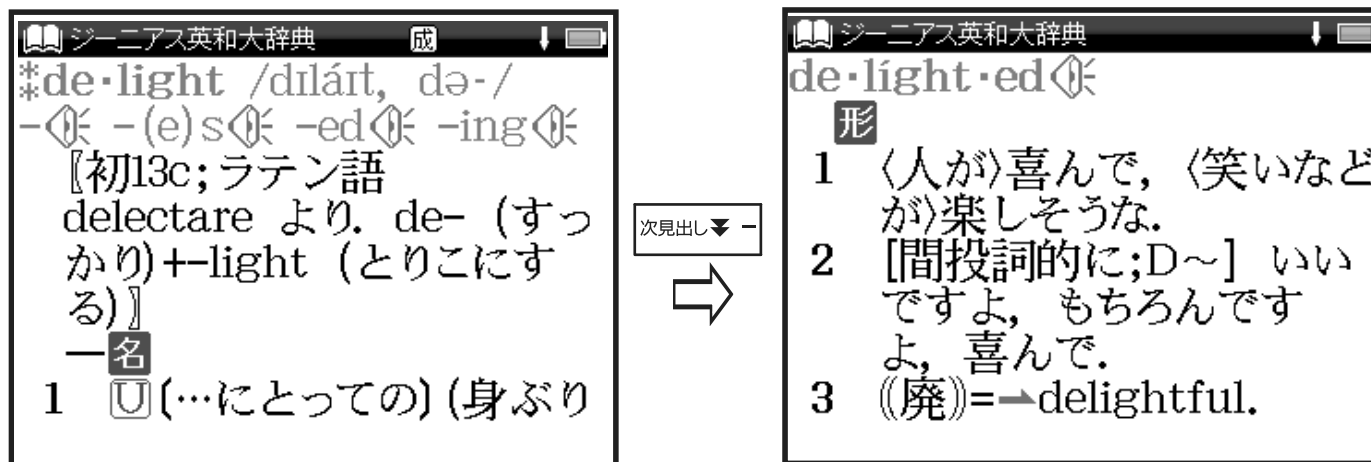 ジーニアス英和大辞典 成
⁑de・light /dɪláɪt, də-/
- -(e)s -ed -ing
〖初13c;ラテン語
delectare より. de- (すっ
かり)+-light (とりこにす
る)〗
―名
1 U(…にとっての) (身ぶり
次見出し −
ジーニアス英和大辞典
de・líght・ed
形
1 〈人が〉喜んで, 〈笑いなど
が〉楽しそうな.
2 [間投詞的に;D～] いい
ですよ, もちろんです
よ, 喜んで.
3 ⸨廃⸩=→delightful.